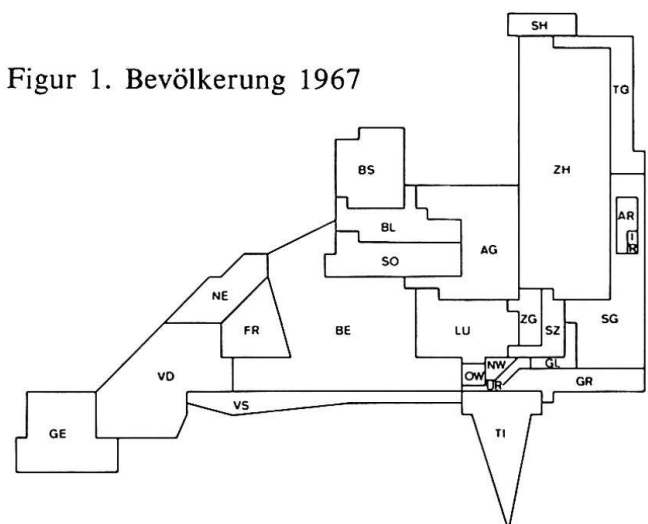 SH
Figur 1. Bevölkerung 1967
TG
BS
ZH
AR
BL
I
R
AG
SO
NE
ZG
SZ
SG
FR
BE
LU
NW
GL
OW
VD
UR
GR
VS
GE
TI